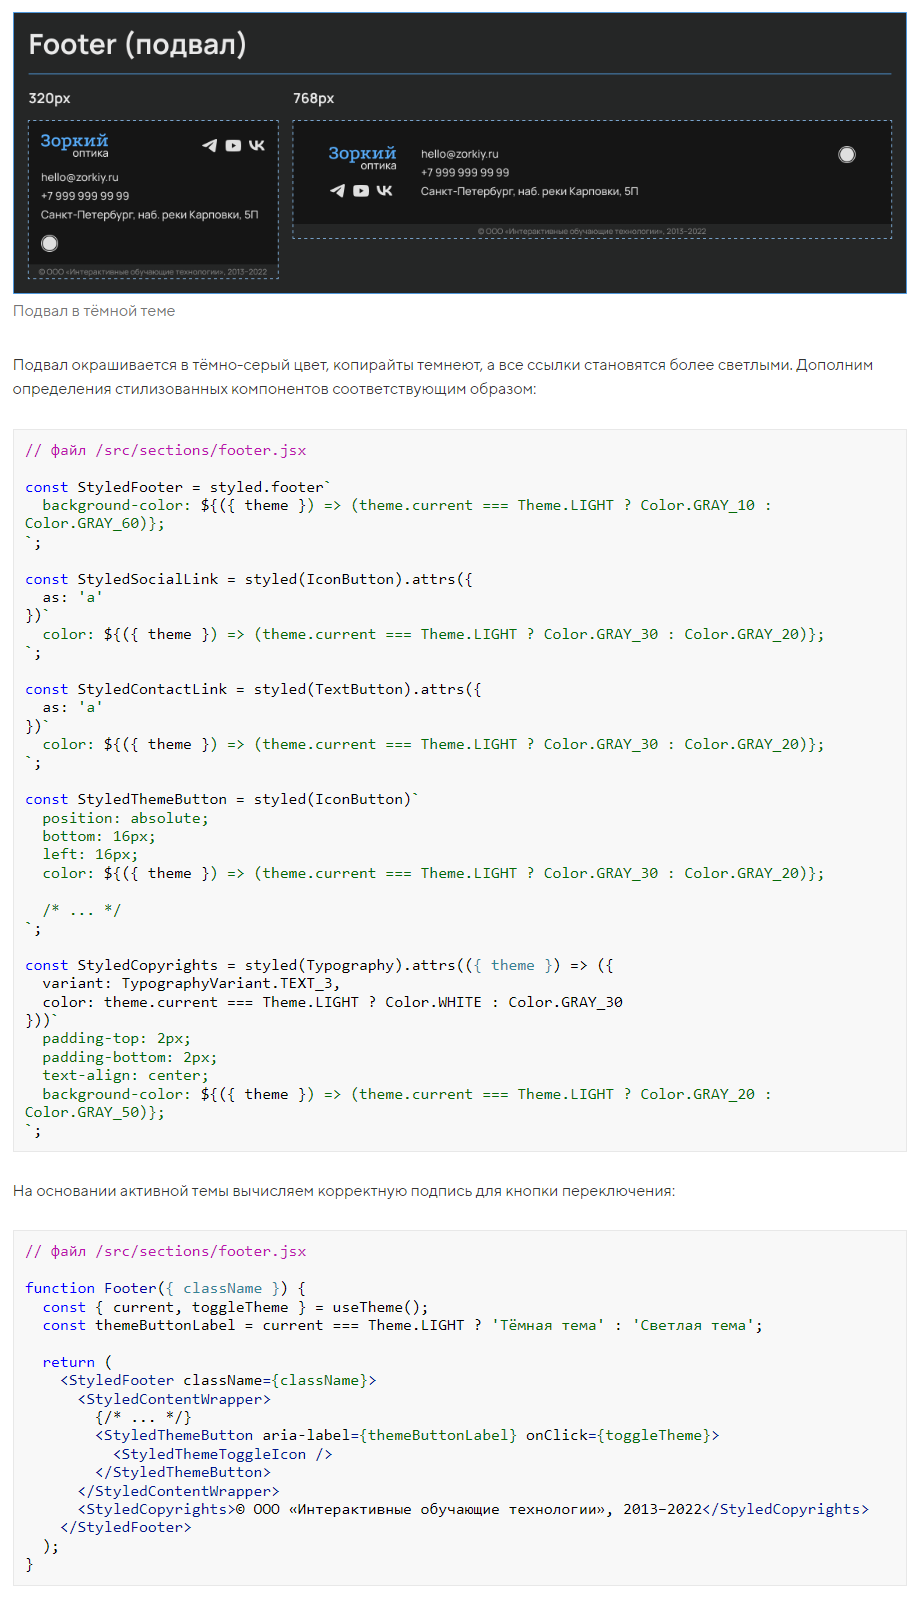 Footer (подвал)
320px
768px
Зоркий
оптика
hello@zorkiy.ru
+7 999 999 99 99
Санкт-Петербург, наб. реки Карповки, 5П
© ООО «Интерактивные обучающие технологии», 2013–2022
Зоркий
оптика
hello@zorkiy.ru
+7 999 999 99 99
Санкт-Петербург, наб. реки Карповки, 5П
© ООО «Интерактивные обучающие технологии», 2013–2022
Подвал в тёмной теме
Подвал окрашивается в тёмно-серый цвет, копирайты темнеют, а все ссылки становятся более светлыми. Дополним
определения стилизованных компонентов соответствующим образом:
// файл /src/sections/footer.jsx
const StyledFooter = styled.footer`
  background-color: ${({ theme }) => (theme.current === Theme.LIGHT ? Color.GRAY_10 :
Color.GRAY_60)};
`;
const StyledSocialLink = styled(IconButton).attrs({
  as: 'a'
})`
  color: ${({ theme }) => (theme.current === Theme.LIGHT ? Color.GRAY_30 : Color.GRAY_20)};
`;
const StyledContactLink = styled(TextButton).attrs({
  as: 'a'
})`
  color: ${({ theme }) => (theme.current === Theme.LIGHT ? Color.GRAY_30 : Color.GRAY_20)};
`;
const StyledThemeButton = styled(IconButton)`
  position: absolute;
  bottom: 16px;
  left: 16px;
  color: ${({ theme }) => (theme.current === Theme.LIGHT ? Color.GRAY_30 : Color.GRAY_20)};
  /* ... */
`;
const StyledCopyrights = styled(Typography).attrs(({ theme }) => ({
  variant: TypographyVariant.TEXT_3,
  color: theme.current === Theme.LIGHT ? Color.WHITE : Color.GRAY_30
}))`
  padding-top: 2px;
  padding-bottom: 2px;
  text-align: center;
  background-color: ${({ theme }) => (theme.current === Theme.LIGHT ? Color.GRAY_20 :
Color.GRAY_50)};
`;
На основании активной темы вычисляем корректную подпись для кнопки переключения:
// файл /src/sections/footer.jsx
function Footer({ className }) {
  const { current, toggleTheme } = useTheme();
  const themeButtonLabel = current === Theme.LIGHT ? 'Тёмная тема' : 'Светлая тема';
  return (
    <StyledFooter className={className}>
      <StyledContentWrapper>
        {/* ... */}
        <StyledThemeButton aria-label={themeButtonLabel} onClick={toggleTheme}>
          <StyledThemeToggleIcon />
        </StyledThemeButton>
      </StyledContentWrapper>
      <StyledCopyrights>© ООО «Интерактивные обучающие технологии», 2013–2022</StyledCopyrights>
    </StyledFooter>
  );
}